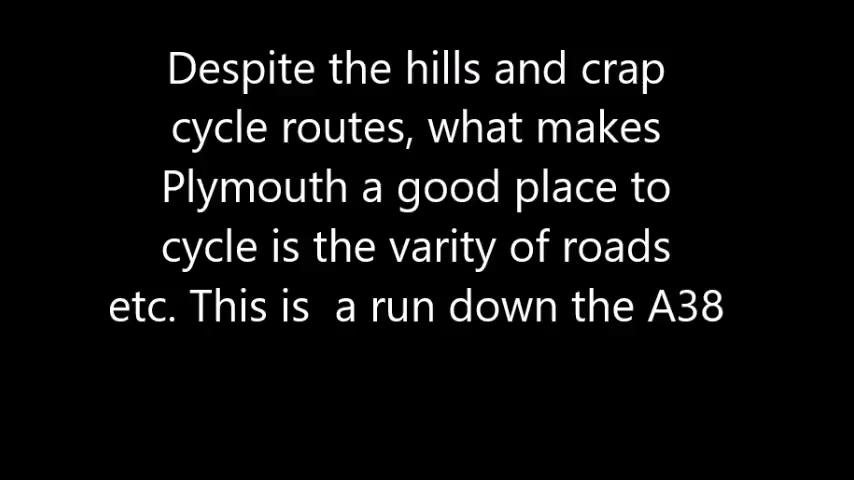 Despite the hills and crap
cycle routes, what makes
Plymouth a good place to
cycle is the varity of roads
etc. This is  a run down the A38